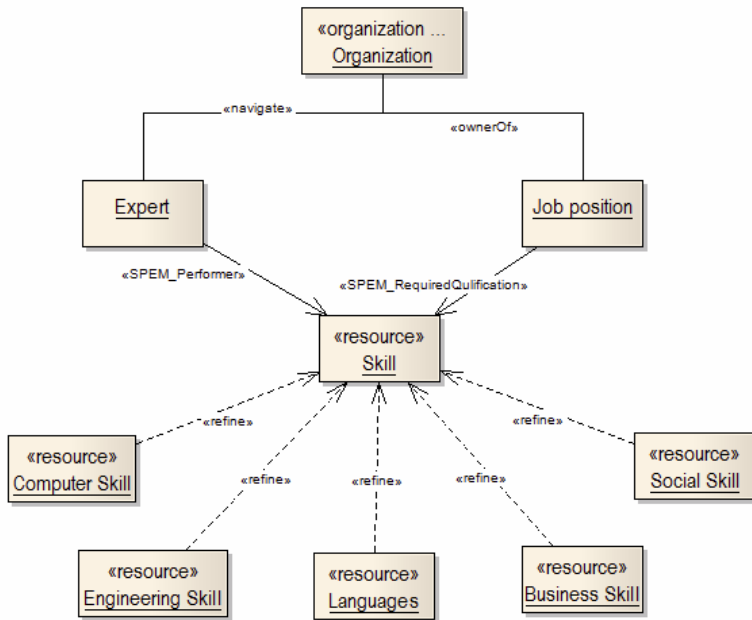 «organization ...
Organization
«navigate»
«ownerOf»
Expert
Job position
«SPEM_Performer»
«SPEM_RequiredQulification»
«resource»
Skill
«refine»
«refine»
«resource»
Computer Skill
«resource»
Social Skill
«refine»
«refine»
«refine»
«resource»
Engineering Skill
«resource»
Languages
«resource»
Business Skill